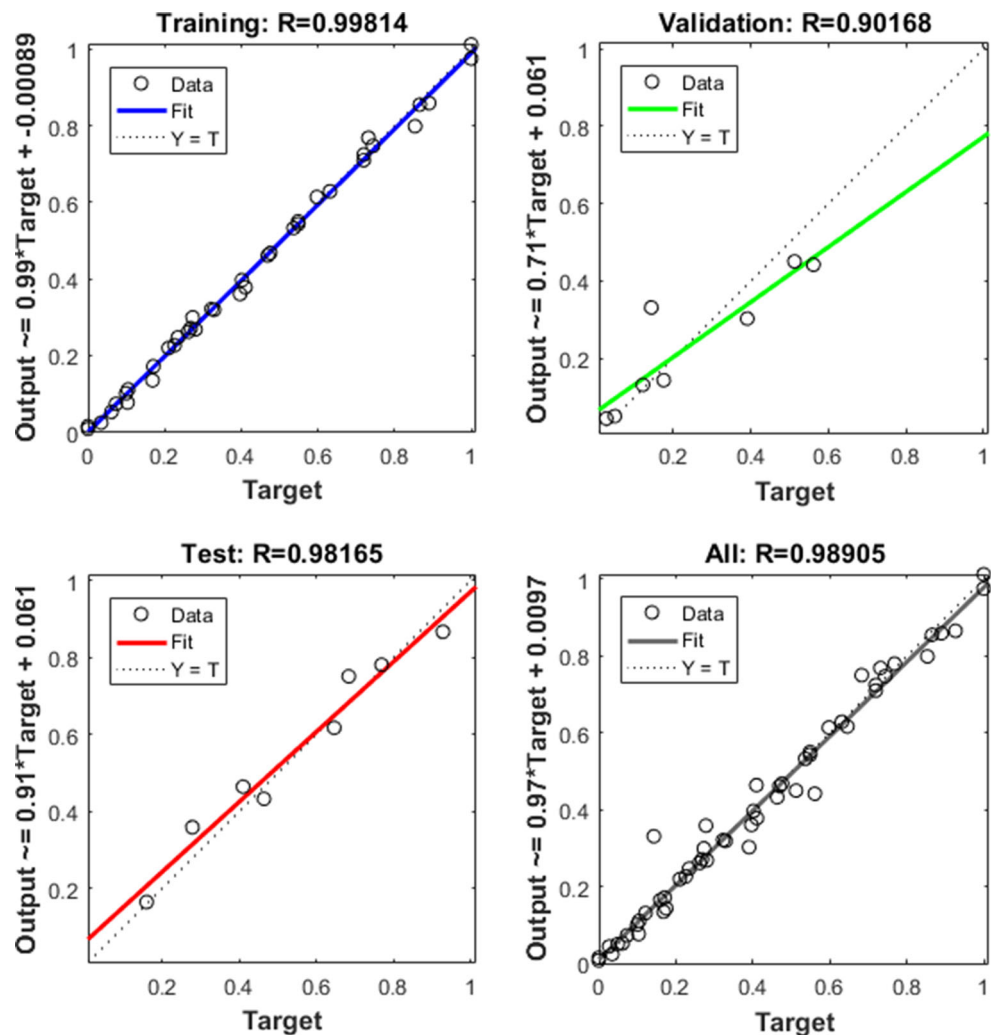 Training: R=0.99814
Output ~= 0.99*Target + -0.00089
1
0.8
0.6
0.4
0.2
0
Data
Fit
Y = T
0
0.2
0.4
0.6
0.8
1
Target
Validation: R=0.90168
Output ~= 0.71*Target + 0.061
1
0.8
0.6
0.4
0.2
Data
Fit
Y = T
0.2
0.4
0.6
0.8
1
Target
Test: R=0.98165
Output ~= 0.91*Target + 0.061
1
0.8
0.6
0.4
0.2
Data
Fit
Y = T
0.2
0.4
0.6
0.8
1
Target
All: R=0.98905
Output ~= 0.97*Target + 0.0097
1
0.8
0.6
0.4
0.2
0
Data
Fit
Y = T
0
0.2
0.4
0.6
0.8
1
Target